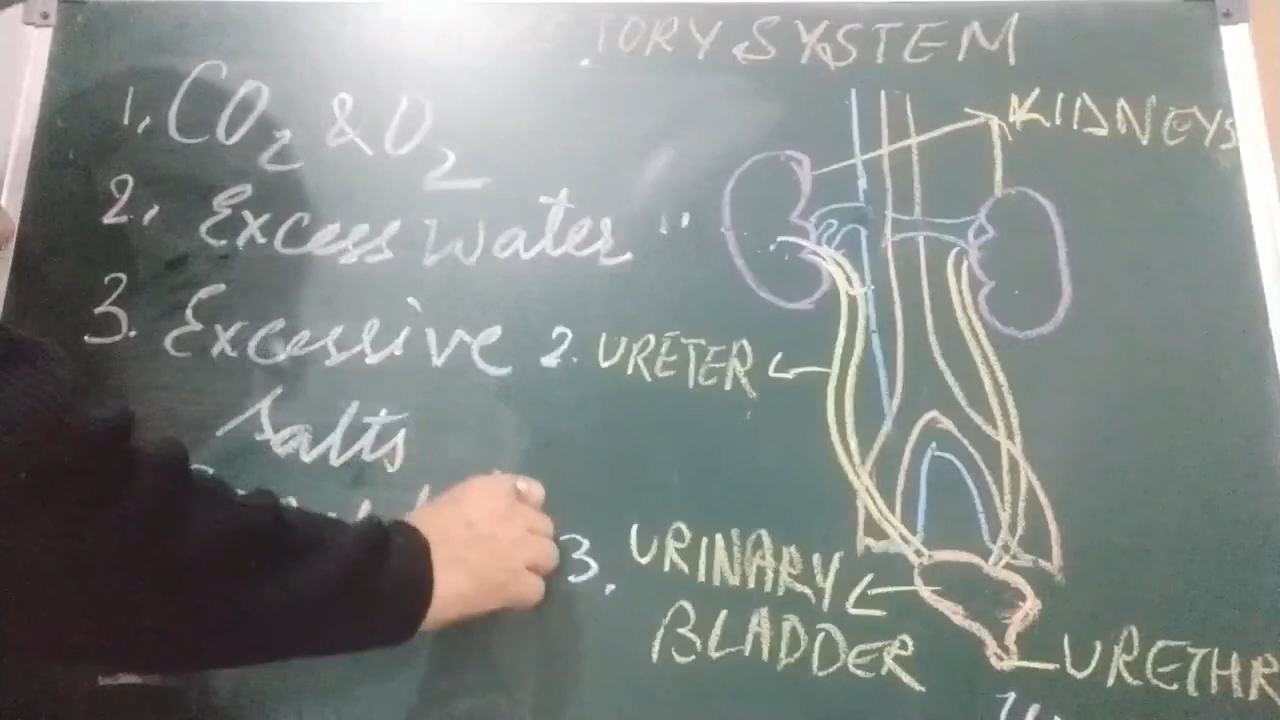 TORY SYSTEM
1. CO2 & O2
2. Excess water "
3. Excessive
Salts
KIDNEYS
2. URETER
3. URINARY
BLADDER
URETHR